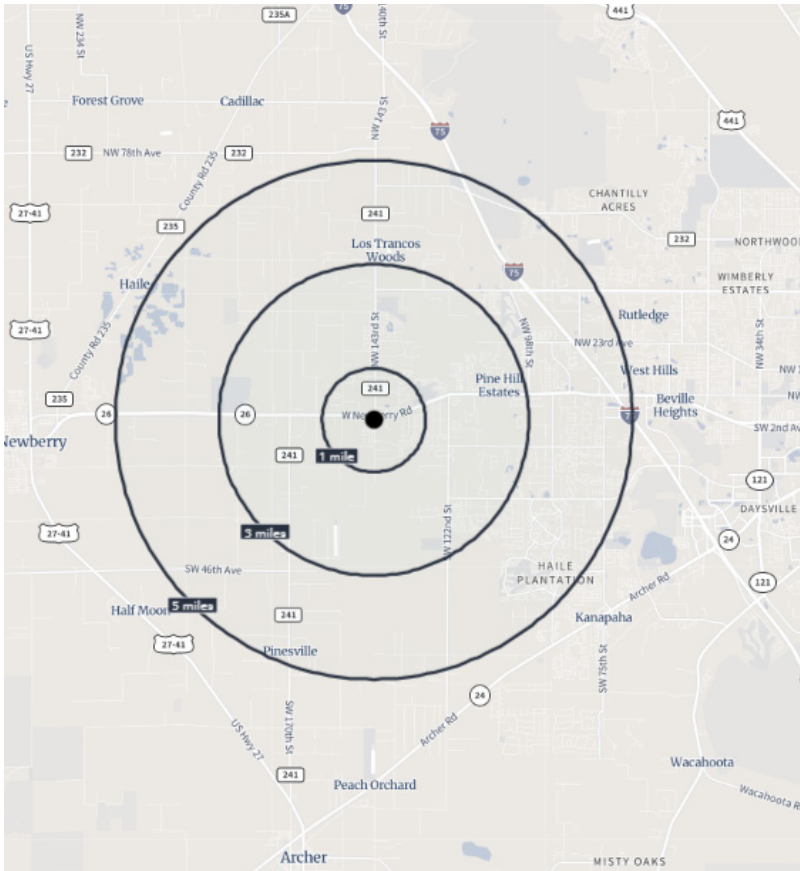 235A
75
441
NW 234 St
US Hwy 27
140th St
Forest Grove
Cadillac
NW 143 St
75
441
232
NW 78th Ave
232
County Rd 235
CHANTILLY
ACRES
27-41
235
241
232
NORTHWOOD
Los Trancos
Woods
75
WIMBERLY
ESTATES
Haile
27-41
County Rd 235
NW 143rd St
NW 98th St
Rutledge
NW 23rd Ave
NW 34th St
West Hills
Pine Hill
Estates
241
235
26
26
W Newberry Rd
Beville
Heights
SW 2nd Av
Newberry
241
1 mile
121
DAYSVILLE
3 miles
W 122nd St
27-41
24
SW 46th Ave
HAILE
PLANTATION
Archer Rd
121
Half Moon
5 miles
241
Kanapaha
27-41
Pinesville
SW 75th St
24
SW 170th St
US Hwy 27
Archer Rd
241
Peach Orchard
Wacahoota
Wacahoota R
Archer
MISTY OAKS